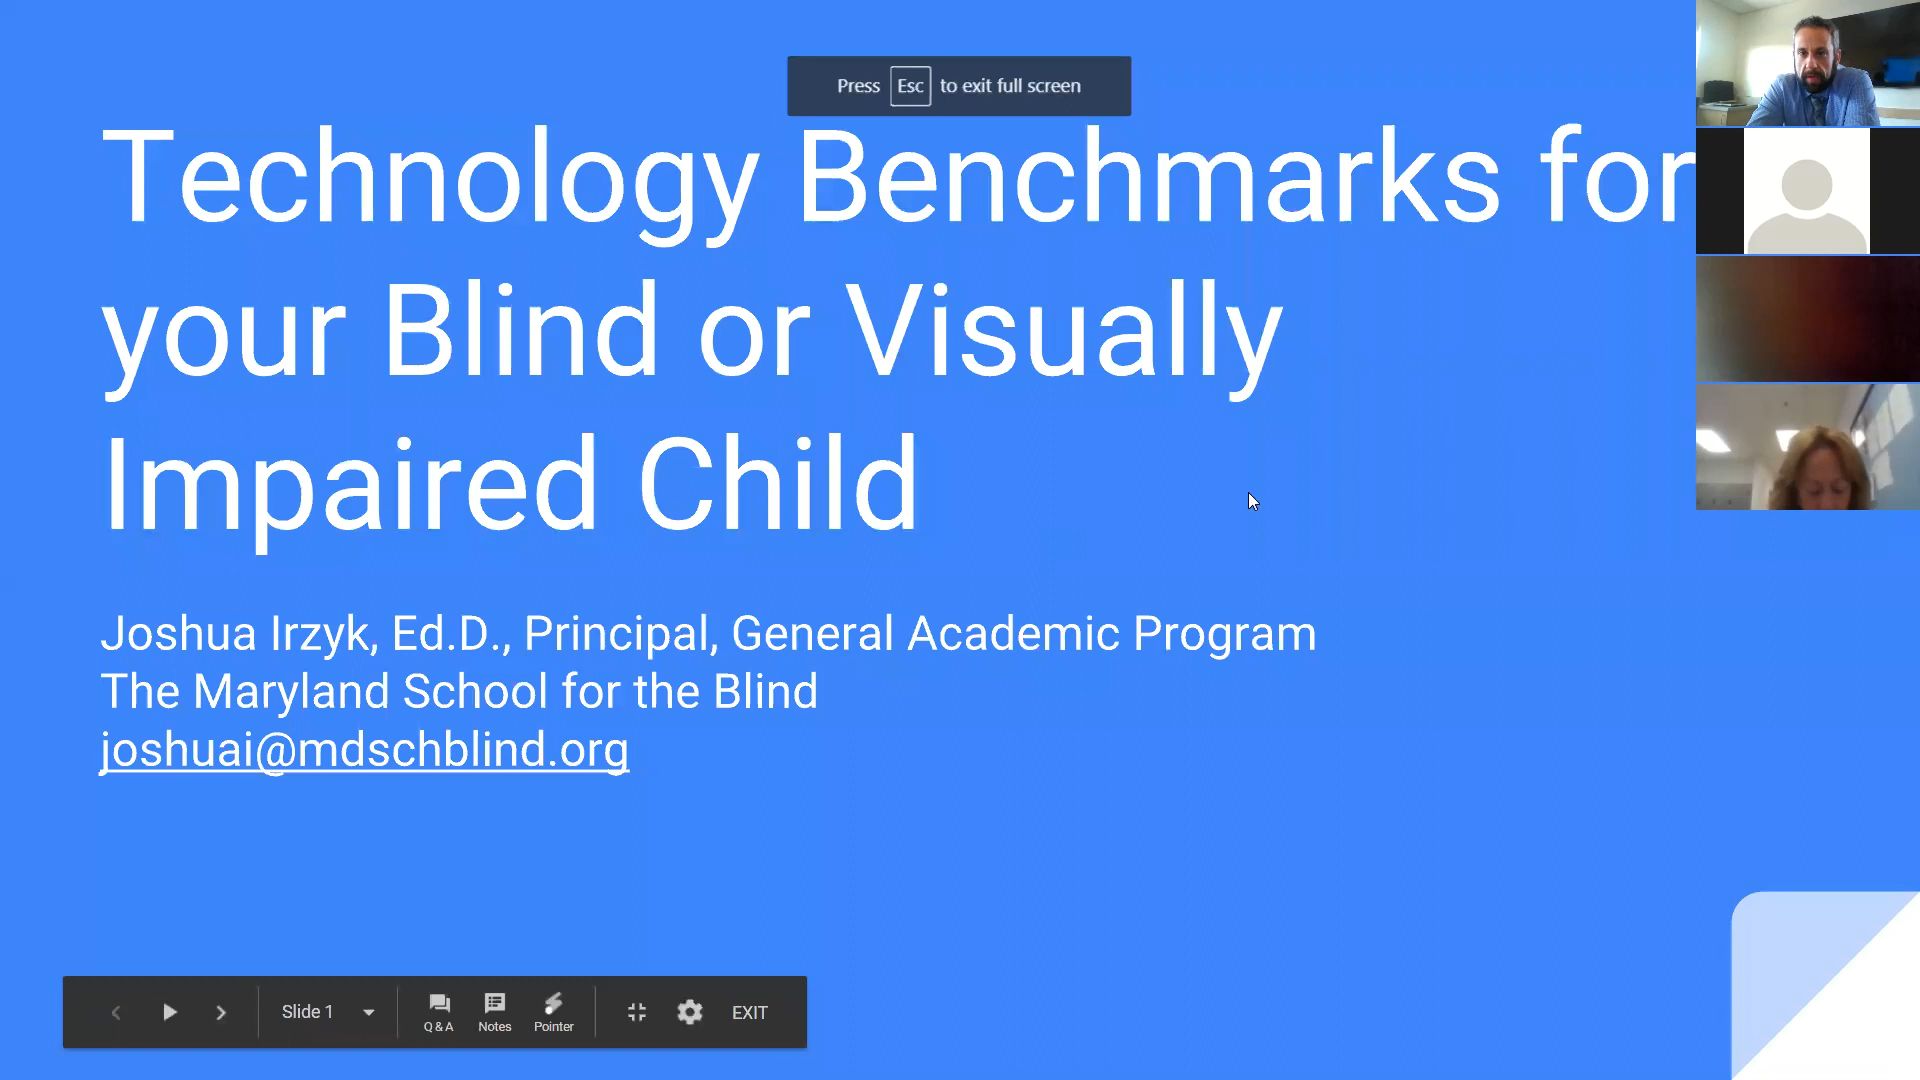 Press Esc to exit full screen
Technology Benchmarks for
your Blind or Visually
Impaired Child
Joshua Irzyk, Ed.D., Principal, General Academic Program
The Maryland School for the Blind
joshuai@mdschblind.org
Slide 1
Q & A
Notes
Pointer
EXIT